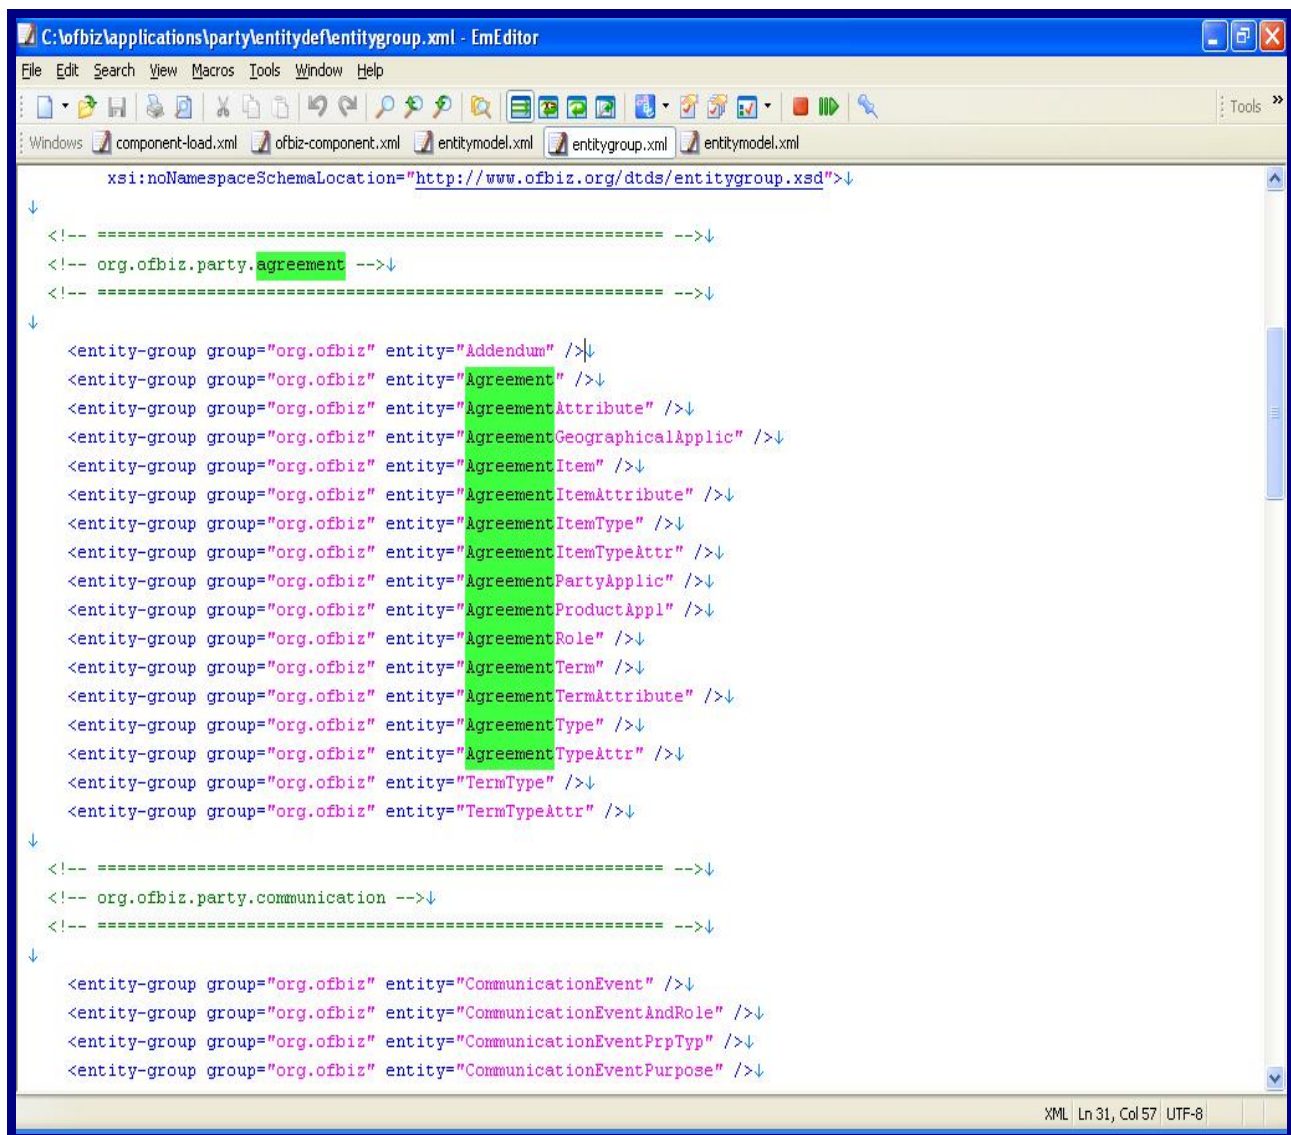 C:\ofbiz\applications\party\entitydef\entitygroup.xml - EmEditor
File Edit Search View Macros Tools Window Help
Tools »
Windows component-load.xml ofbiz-component.xml entitymodel.xml entitygroup.xml entitymodel.xml
xsi:noNamespaceSchemaLocation="http://www.ofbiz.org/dtds/entitygroup.xsd">↓
↓
<!-- ========================================================= -->↓
<!-- org.ofbiz.party.agreement -->↓
<!-- ========================================================= -->↓
↓
<entity-group group="org.ofbiz" entity="Addendum" />↓
<entity-group group="org.ofbiz" entity="Agreement" />↓
<entity-group group="org.ofbiz" entity="AgreementAttribute" />↓
<entity-group group="org.ofbiz" entity="AgreementGeographicalApplic" />↓
<entity-group group="org.ofbiz" entity="AgreementItem" />↓
<entity-group group="org.ofbiz" entity="AgreementItemAttribute" />↓
<entity-group group="org.ofbiz" entity="AgreementItemType" />↓
<entity-group group="org.ofbiz" entity="AgreementItemTypeAttr" />↓
<entity-group group="org.ofbiz" entity="AgreementPartyApplic" />↓
<entity-group group="org.ofbiz" entity="AgreementProductAppl" />↓
<entity-group group="org.ofbiz" entity="AgreementRole" />↓
<entity-group group="org.ofbiz" entity="AgreementTerm" />↓
<entity-group group="org.ofbiz" entity="AgreementTermAttribute" />↓
<entity-group group="org.ofbiz" entity="AgreementType" />↓
<entity-group group="org.ofbiz" entity="AgreementTypeAttr" />↓
<entity-group group="org.ofbiz" entity="TermType" />↓
<entity-group group="org.ofbiz" entity="TermTypeAttr" />↓
↓
<!-- ========================================================= -->↓
<!-- org.ofbiz.party.communication -->↓
<!-- ========================================================= -->↓
↓
<entity-group group="org.ofbiz" entity="CommunicationEvent" />↓
<entity-group group="org.ofbiz" entity="CommunicationEventAndRole" />↓
<entity-group group="org.ofbiz" entity="CommunicationEventPrpTyp" />↓
<entity-group group="org.ofbiz" entity="CommunicationEventPurpose" />↓
XML Ln 31, Col 57 UTF-8